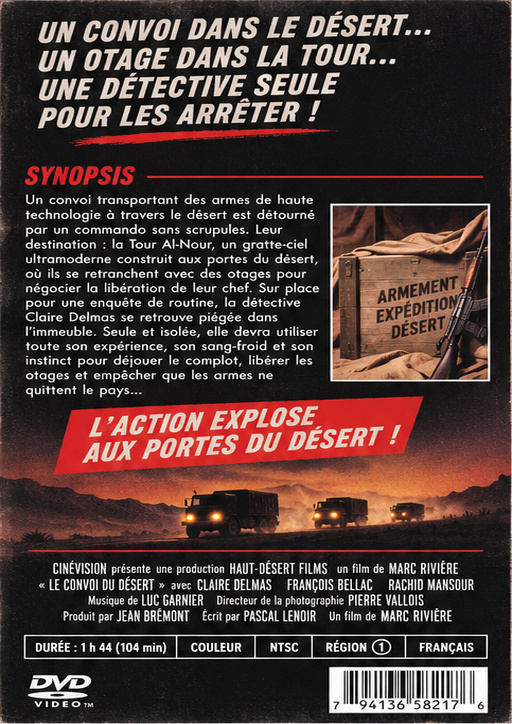 UN CONVOI DANS LE DÉSERT...
UN OTAGE DANS LA TOUR...
UNE DÉTECTIVE SEULE
POUR LES ARRÊTER !
SYNOPSIS
Un convoi transportant des armes de haute
technologie à travers le désert est détourné
par un commando sans scrupules. Leur
destination : la Tour Al-Nour, un gratte-ciel
ultramoderne construit aux portes du désert,
où ils se retranchent avec des otages pour
négocier la libération de leur chef. Sur place
pour une enquête de routine, la détective
Claire Delmas se retrouve piégée dans
l'immeuble. Seule et isolée, elle devra utiliser
toute son expérience, son sang-froid et son
instinct pour déjouer le complot, libérer les
otages et empêcher que les armes ne
quittent le pays...
ARMEMENT
EXPÉDITION
DÉSERT
L'ACTION EXPLOSE
AUX PORTES DU DÉSERT !
CINÉVISION présente une production HAUT-DÉSERT FILMS un film de MARC RIVIÈRE
« LE CONVOI DU DÉSERT » avec CLAIRE DELMAS FRANÇOIS BELLAC RACHID MANSOUR
Musique de LUC GARNIER Directeur de la photographie PIERRE VALLOIS
Produit par JEAN BRÉMONT Écrit par PASCAL LENOIR Un film de MARC RIVIÈRE
DURÉE : 1 h 44 (104 min) COULEUR NTSC RÉGION 1 FRANÇAIS
DVD
VIDEO™
7 94136 58217 6